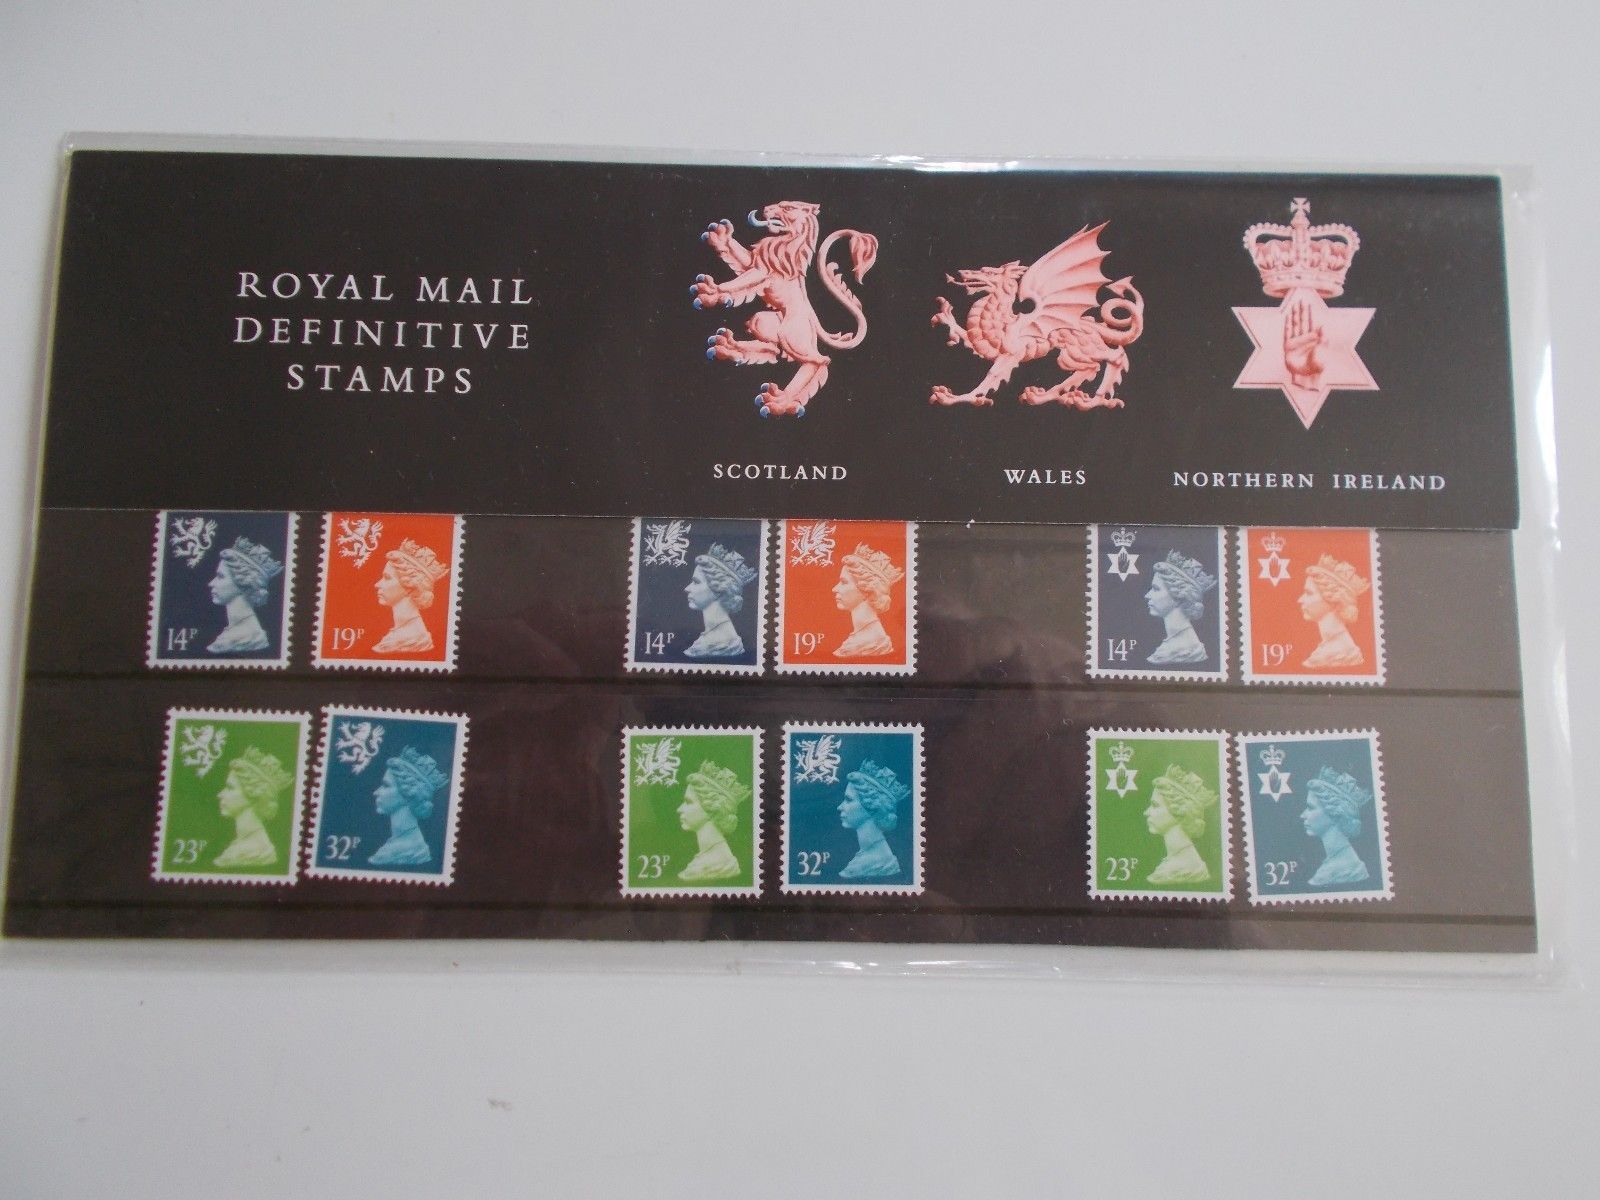 ROYAL MAIL
DEFINITIVE
STAMPS
SCOTLAND
WALES
NORTHERN IRELAND
14P
19P
14P
19P
14P
19P
23P
32P
23P
32P
23P
32P